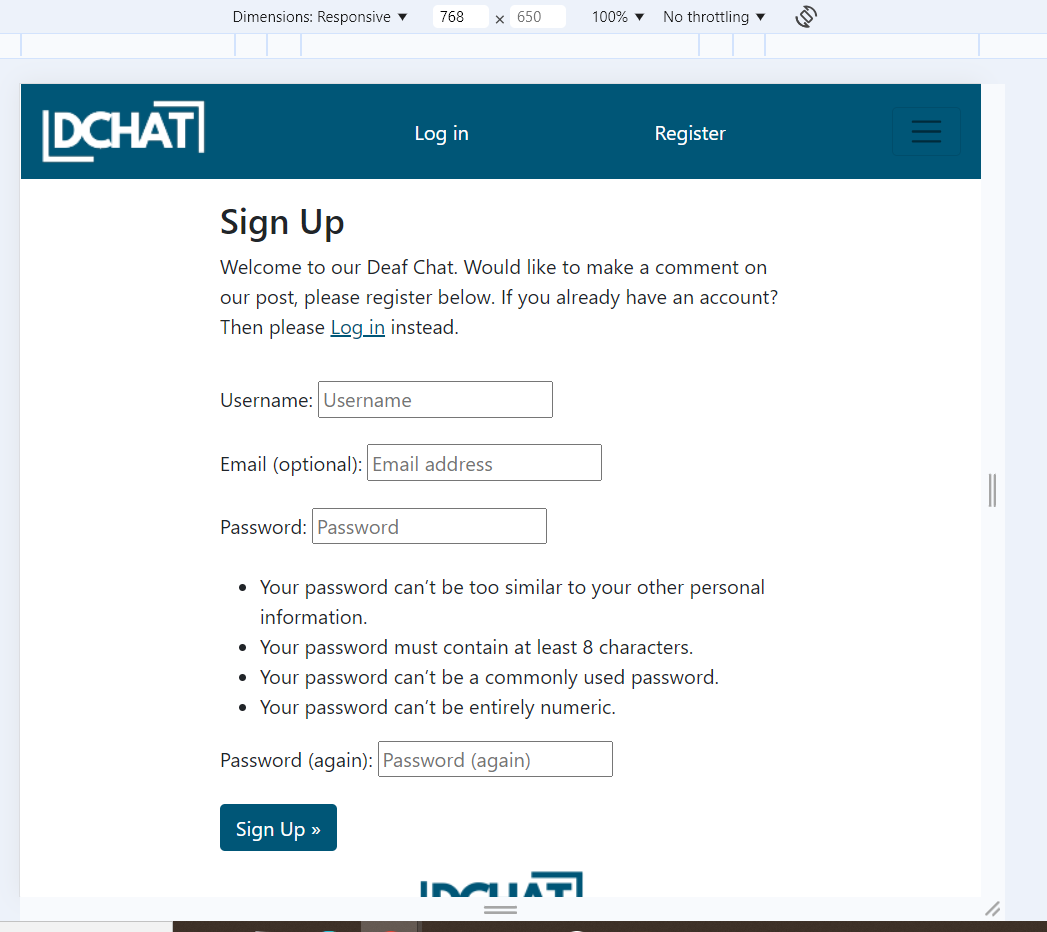 Dimensions: Responsive ▼ 768 × 650 100% ▼ No throttling ▼
DCHAT Log in Register
Sign Up
Welcome to our Deaf Chat. Would like to make a comment on
our post, please register below. If you already have an account?
Then please Log in instead.
Username: Username
Email (optional): Email address
Password: Password
• Your password can’t be too similar to your other personal
information.
• Your password must contain at least 8 characters.
• Your password can’t be a commonly used password.
• Your password can’t be entirely numeric.
Password (again): Password (again)
Sign Up »
DCHAT